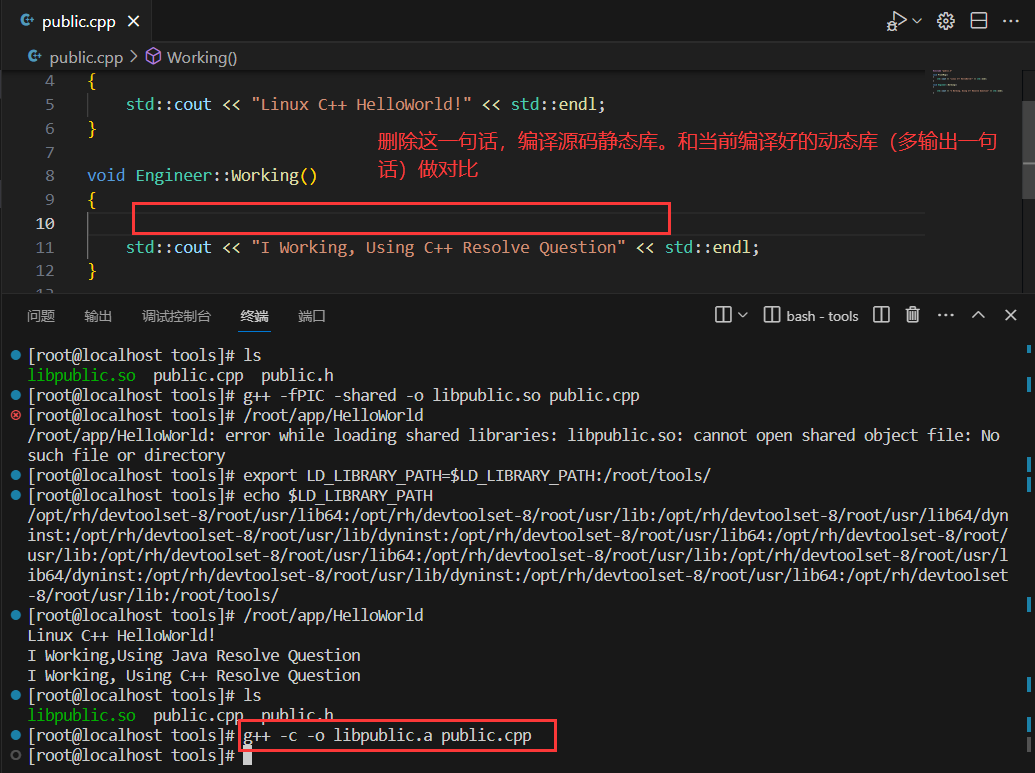 public.cpp
public.cpp > Working()
4 {
5 std::cout << "Linux C++ HelloWorld!" << std::endl;
6 }
7
8 void Engineer::Working()
9 {
10
11 std::cout << "I Working, Using C++ Resolve Question" << std::endl;
12 }
13
删除这一句话，编译源码静态库。和当前编译好的动态库（多输出一句
话）做对比
问题 输出 调试控制台 终端 端口 bash - tools
[root@localhost tools]# ls
libpublic.so public.cpp public.h
[root@localhost tools]# g++ -fPIC -shared -o libpublic.so public.cpp
[root@localhost tools]# /root/app/HelloWorld
/root/app/HelloWorld: error while loading shared libraries: libpublic.so: cannot open shared object file: No
such file or directory
[root@localhost tools]# export LD_LIBRARY_PATH=$LD_LIBRARY_PATH:/root/tools/
[root@localhost tools]# echo $LD_LIBRARY_PATH
/opt/rh/devtoolset-8/root/usr/lib64:/opt/rh/devtoolset-8/root/usr/lib:/opt/rh/devtoolset-8/root/usr/lib64/dyn
inst:/opt/rh/devtoolset-8/root/usr/lib/dyninst:/opt/rh/devtoolset-8/root/usr/lib64:/opt/rh/devtoolset-8/root/
usr/lib:/opt/rh/devtoolset-8/root/usr/lib64:/opt/rh/devtoolset-8/root/usr/lib:/opt/rh/devtoolset-8/root/usr/l
ib64/dyninst:/opt/rh/devtoolset-8/root/usr/lib/dyninst:/opt/rh/devtoolset-8/root/usr/lib64:/opt/rh/devtoolset
-8/root/usr/lib:/root/tools/
[root@localhost tools]# /root/app/HelloWorld
Linux C++ HelloWorld!
I Working,Using Java Resolve Question
I Working, Using C++ Resolve Question
[root@localhost tools]# ls
libpublic.so public.cpp public.h
[root@localhost tools]# g++ -c -o libpublic.a public.cpp
[root@localhost tools]#